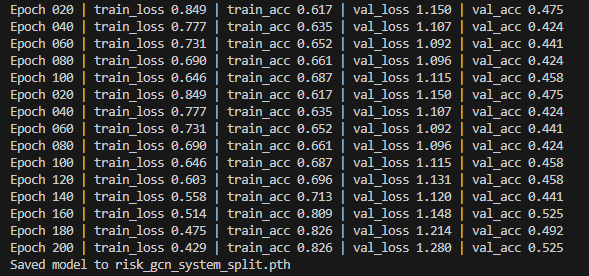 Epoch 020 | train_loss 0.849 | train_acc 0.617 | val_loss 1.150 | val_acc 0.475
Epoch 040 | train_loss 0.777 | train_acc 0.635 | val_loss 1.107 | val_acc 0.424
Epoch 060 | train_loss 0.731 | train_acc 0.652 | val_loss 1.092 | val_acc 0.441
Epoch 080 | train_loss 0.690 | train_acc 0.661 | val_loss 1.096 | val_acc 0.424
Epoch 100 | train_loss 0.646 | train_acc 0.687 | val_loss 1.115 | val_acc 0.458
Epoch 020 | train_loss 0.849 | train_acc 0.617 | val_loss 1.150 | val_acc 0.475
Epoch 040 | train_loss 0.777 | train_acc 0.635 | val_loss 1.107 | val_acc 0.424
Epoch 060 | train_loss 0.731 | train_acc 0.652 | val_loss 1.092 | val_acc 0.441
Epoch 080 | train_loss 0.690 | train_acc 0.661 | val_loss 1.096 | val_acc 0.424
Epoch 100 | train_loss 0.646 | train_acc 0.687 | val_loss 1.115 | val_acc 0.458
Epoch 120 | train_loss 0.603 | train_acc 0.696 | val_loss 1.131 | val_acc 0.458
Epoch 140 | train_loss 0.558 | train_acc 0.713 | val_loss 1.120 | val_acc 0.441
Epoch 160 | train_loss 0.514 | train_acc 0.809 | val_loss 1.148 | val_acc 0.525
Epoch 180 | train_loss 0.475 | train_acc 0.826 | val_loss 1.214 | val_acc 0.492
Epoch 200 | train_loss 0.429 | train_acc 0.826 | val_loss 1.280 | val_acc 0.525
Saved model to risk_gcn_system_split.pth